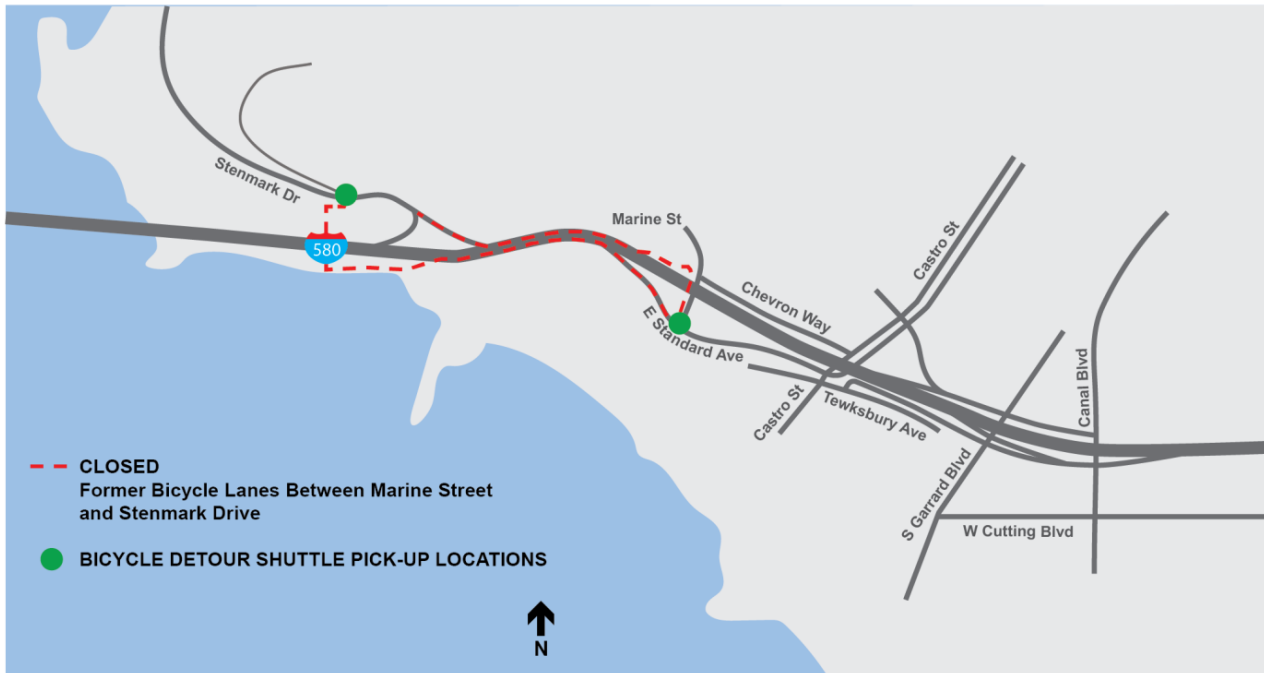 Stenmark Dr
580
Marine St
Castro St
Chevron Way
E Standard Ave
Castro St
Tewksbury Ave
Canal Blvd
S Garrard Blvd
W Cutting Blvd
CLOSED
Former Bicycle Lanes Between Marine Street
and Stenmark Drive
BICYCLE DETOUR SHUTTLE PICK-UP LOCATIONS
N